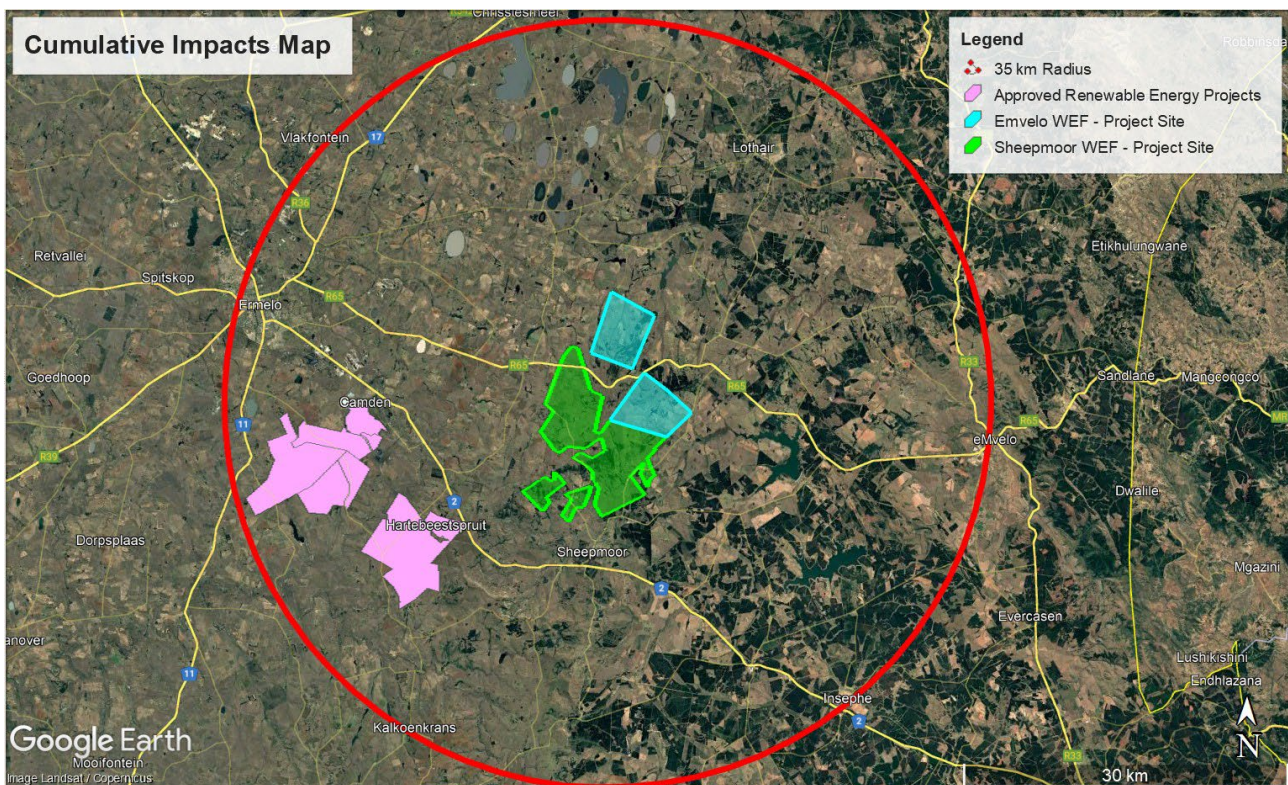 Cumulative Impacts Map
Legend
35 km Radius
Approved Renewable Energy Projects
Emvelo WEF - Project Site
Sheepmoor WEF - Project Site
Chrissiesmeer
Vlakfontein
17
Lothair
R36
Retvallei
Spitskop
Etikhulungwane
Ermelo
R65
R65
R33
Goedhoop
Camden
R65
Sandlane
Mangcongco
11
R65
eMvelo
R39
2
Dwalile
Hartebeestspruit
Dorpsplaas
Sheepmoor
Mgazini
2
Evercasen
anover
Lushikishini
11
Endhlazana
Insephe
2
Kalkoenkrans
Google Earth
N
Mooifontein
R33
30 km
Image Landsat / Copernicus